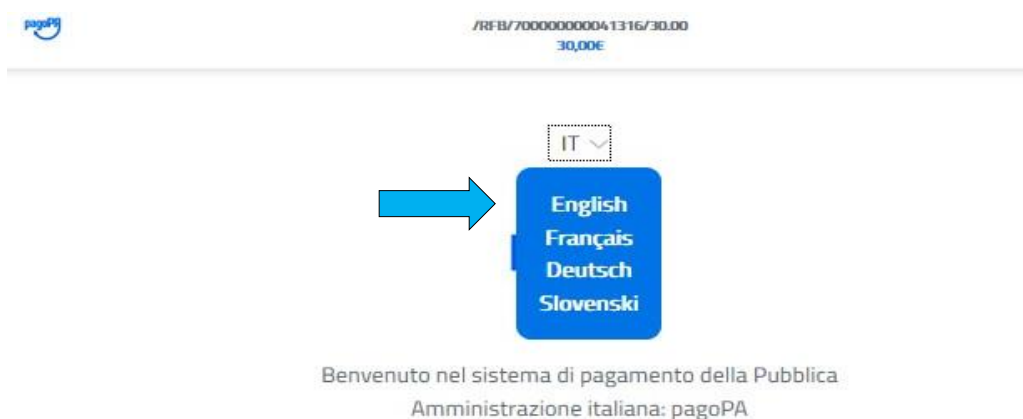 pagoPA
/RFB/700000000041316/30.00
30,00€
IT
English
Français
Deutsch
Slovenski
Benvenuto nel sistema di pagamento della Pubblica
Amministrazione italiana: pagoPA